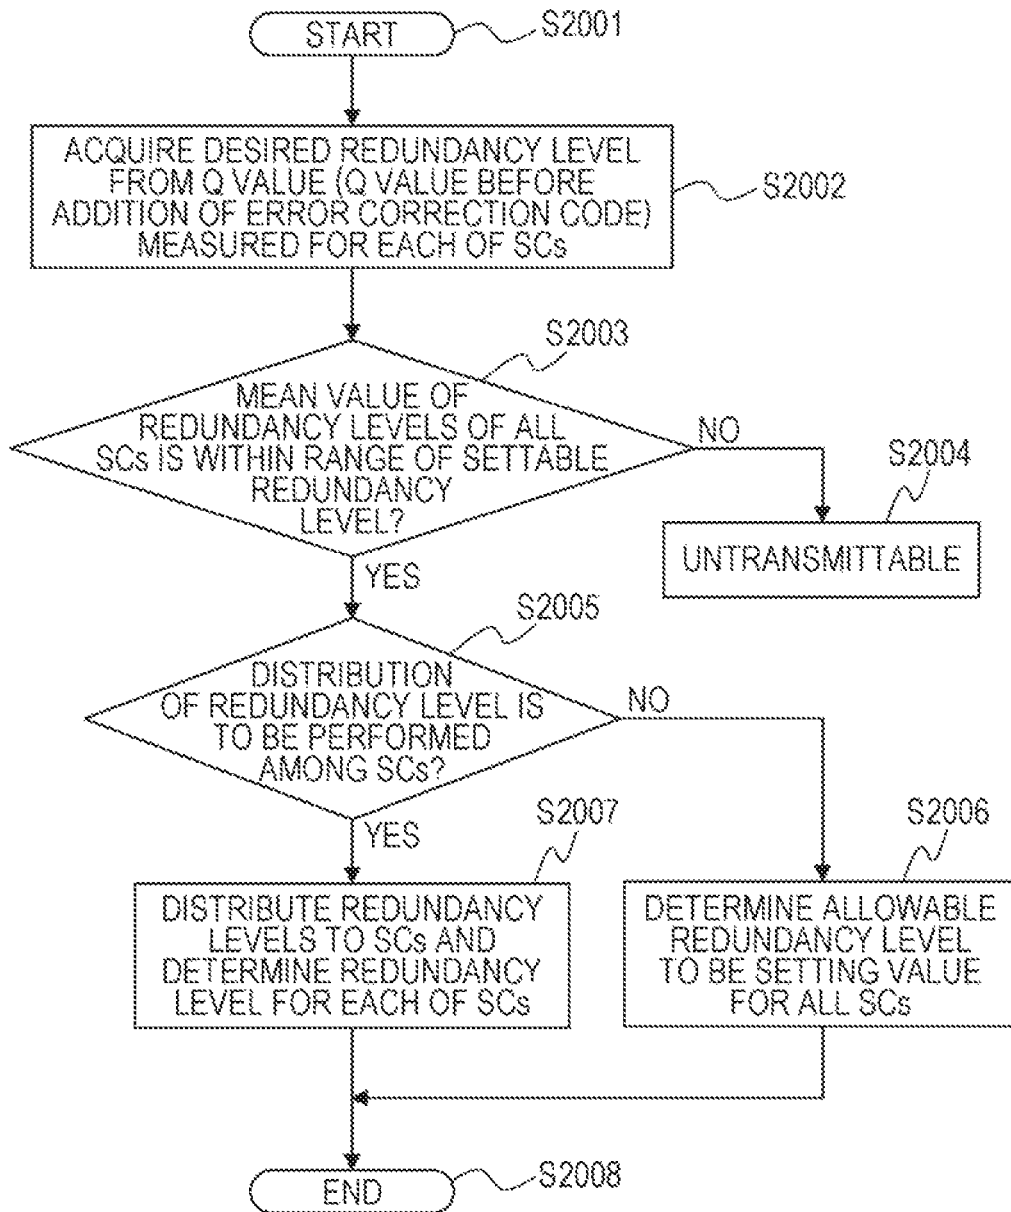 START
S2001
ACQUIRE DESIRED REDUNDANCY LEVEL
FROM Q VALUE (Q VALUE BEFORE
ADDITION OF ERROR CORRECTION CODE)
MEASURED FOR EACH OF SCs
S2002
S2003
MEAN VALUE OF
REDUNDANCY LEVELS OF ALL
SCs IS WITHIN RANGE OF SETTABLE
REDUNDANCY
LEVEL?
NO
S2004
UNTRANSMITTABLE
YES
S2005
DISTRIBUTION
OF REDUNDANCY LEVEL IS
TO BE PERFORMED
AMONG SCs?
NO
YES
S2007
DISTRIBUTE REDUNDANCY
LEVELS TO SCs AND
DETERMINE REDUNDANCY
LEVEL FOR EACH OF SCs
S2006
DETERMINE ALLOWABLE
REDUNDANCY LEVEL
TO BE SETTING VALUE
FOR ALL SCs
END
S2008